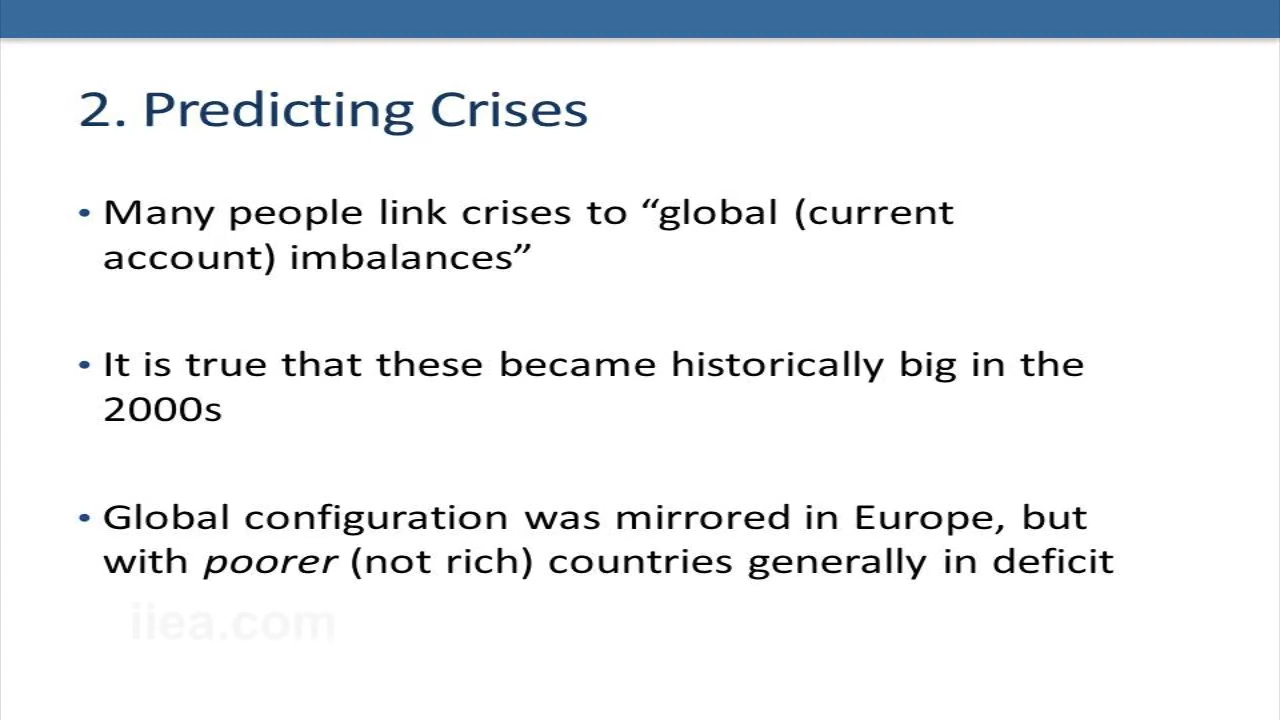 2. Predicting Crises
• Many people link crises to “global (current
account) imbalances”
• It is true that these became historically big in the
2000s
• Global configuration was mirrored in Europe, but
with poorer (not rich) countries generally in deficit
iiea.com